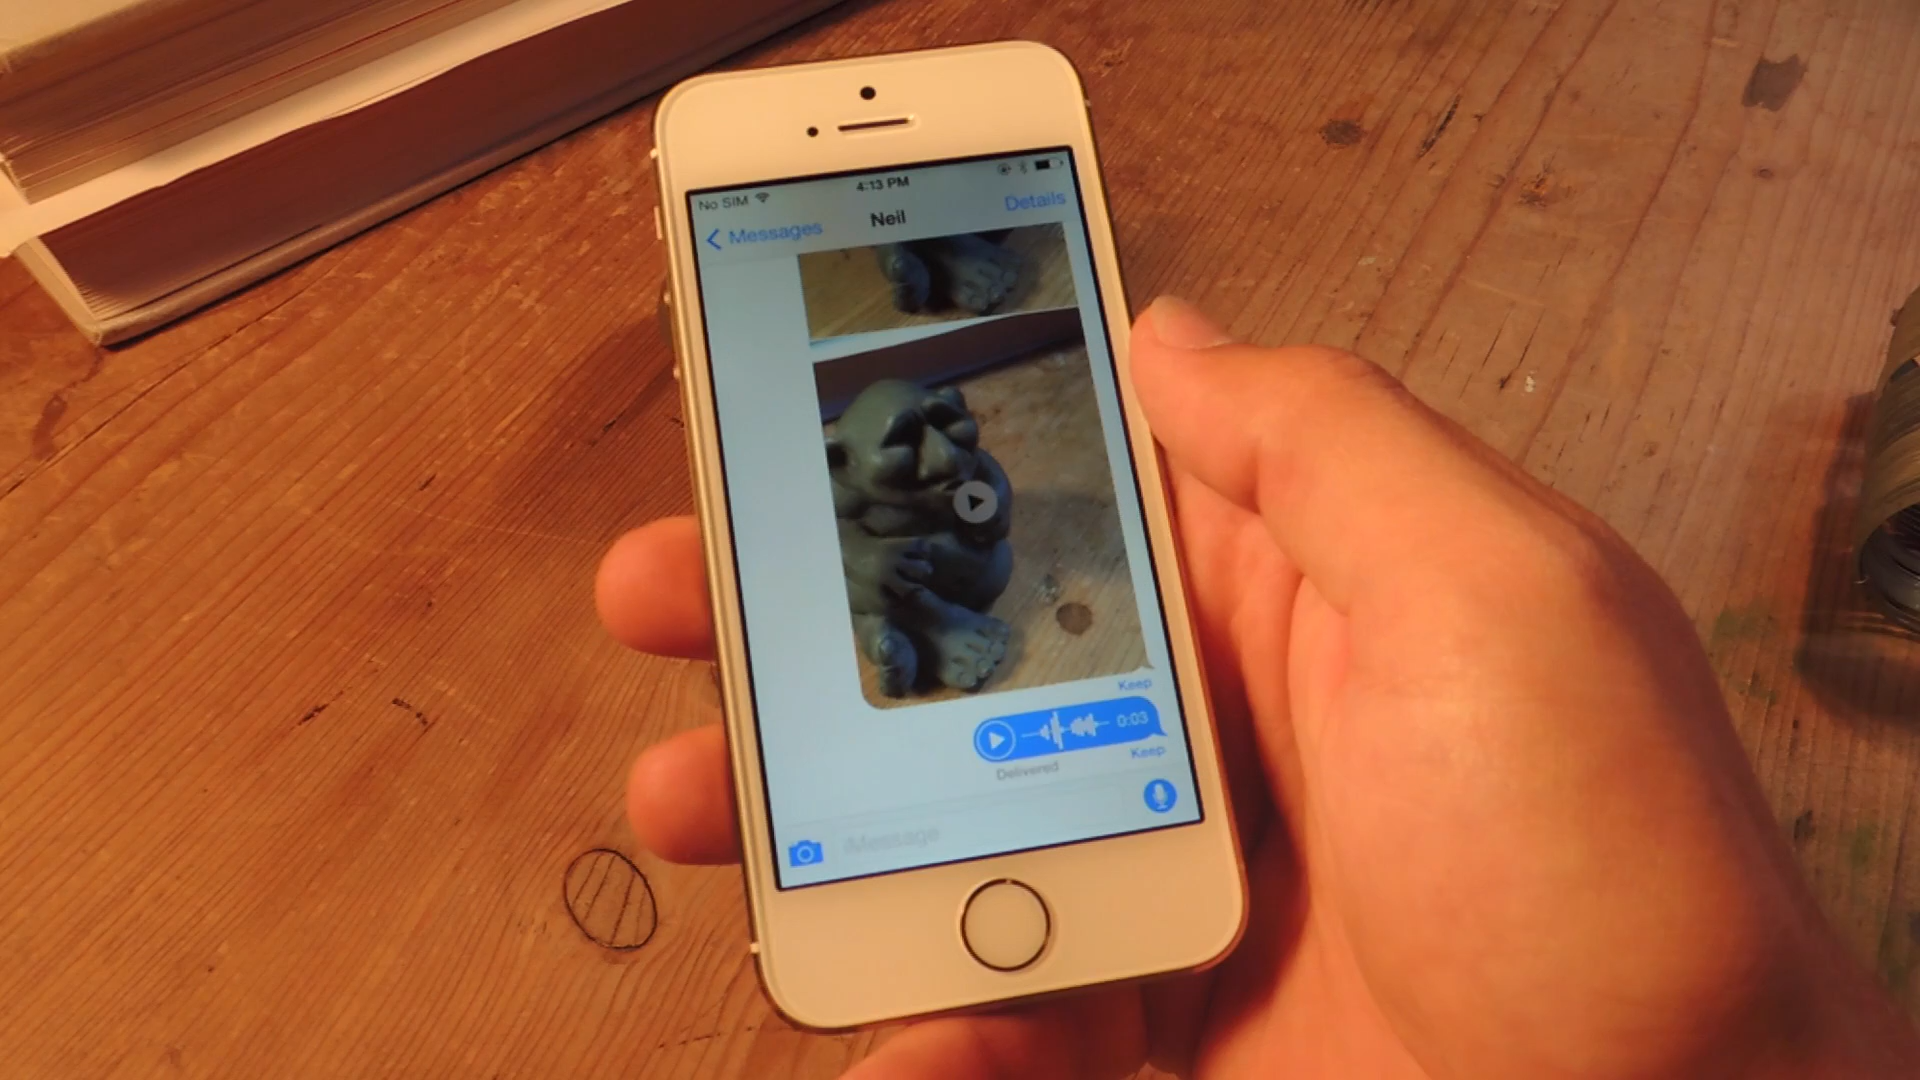 No SIM 4:13 PM
Messages Neil Details
Keep
0:03
Keep
Delivered
iMessage